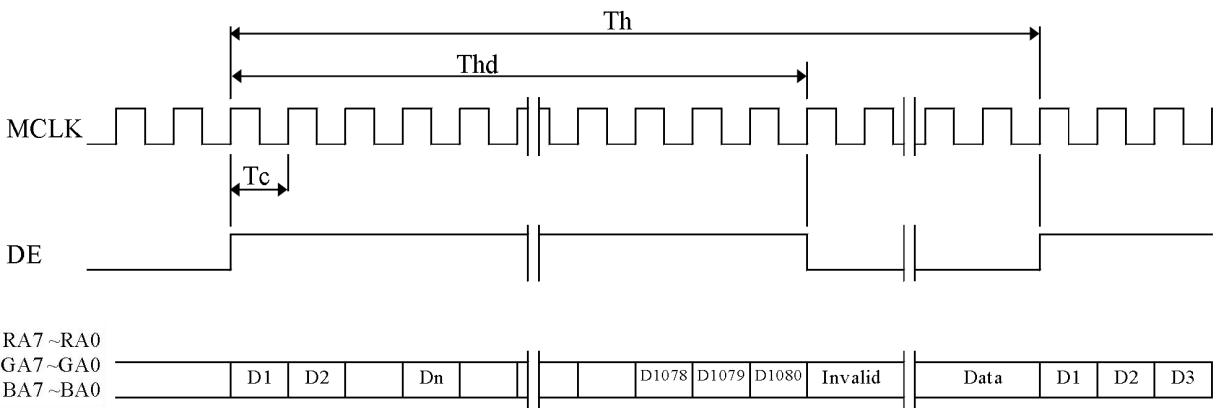 Th
Thd
MCLK
Tc
DE
RA7~RA0
GA7~GA0
BA7~BA0
D1 D2 Dn D1078 D1079 D1080 Invalid Data D1 D2 D3